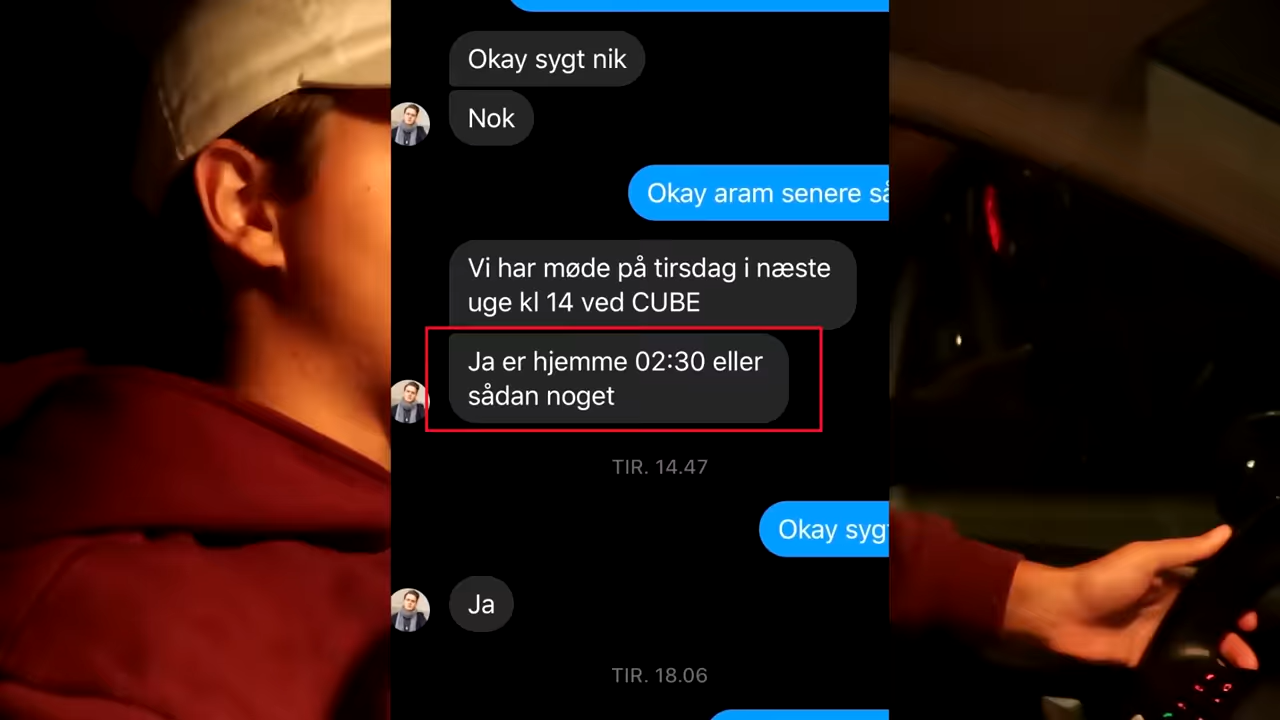 Okay sygt nik
Nok
Okay aram senere så
Vi har møde på tirsdag i næste
uge kl 14 ved CUBE
Ja er hjemme 02:30 eller
sådan noget
TIR. 14.47
Okay sygt
Ja
TIR. 18.06